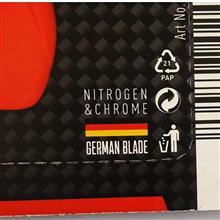 Art No.
21
PAP
NITROGEN
& CHROME
GERMAN BLADE